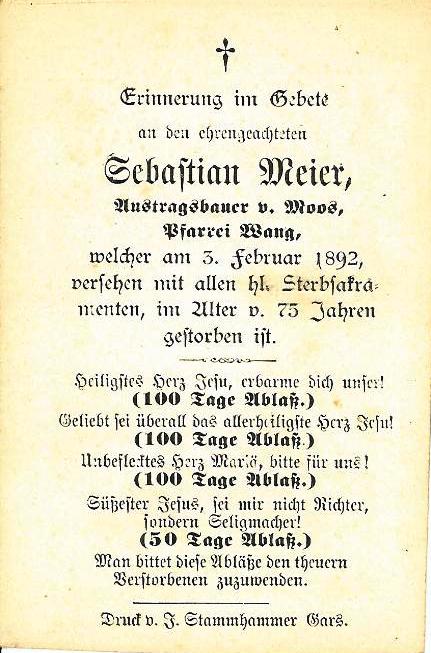 †
Erinnerung im Gebete
an den ehrengeachteten
Sebastian Meier,
Austragsbauer v. Moos,
Pfarrei Wang,
welcher am 3. Februar 1892,
versehen mit allen hl. Sterbsakra-
menten, im Alter v. 75 Jahren
gestorben ist.
Heiligstes Herz Jesu, erbarme dich unser!
(100 Tage Ablaß.)
Geliebt sei überall das allerheiligste Herz Jesu!
(100 Tage Ablaß.)
Unbeflecktes Herz Mariä, bitte für uns!
(100 Tage Ablaß.)
Süßester Jesus, sei mir nicht Richter,
sondern Seligmacher!
(50 Tage Ablaß.)
Man bittet diese Abläße den theuern
Verstorbenen zuzuwenden.
Druck v. J. Stammhammer Gars.